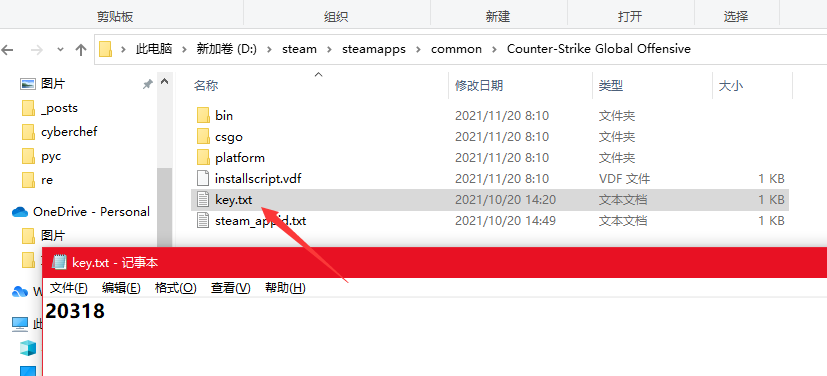 剪贴板 组织 新建 打开 选择
此电脑 新加卷 (D:) steam steamapps common Counter-Strike Global Offensive
图片 名称 修改日期 类型 大小
_posts bin 2021/11/20 8:10 文件夹
cyberchef csgo 2021/11/20 8:10 文件夹
pyc platform 2021/11/20 8:10 文件夹
re installscript.vdf 2021/11/20 8:10 VDF 文件 1 KB
key.txt 2021/10/20 14:20 文本文档 1 KB
OneDrive - Personal steam_appid.txt 2021/10/20 14:49 文本文档 1 KB
图片
key.txt - 记事本
文件(F) 编辑(E) 格式(O) 查看(V) 帮助(H)
20318